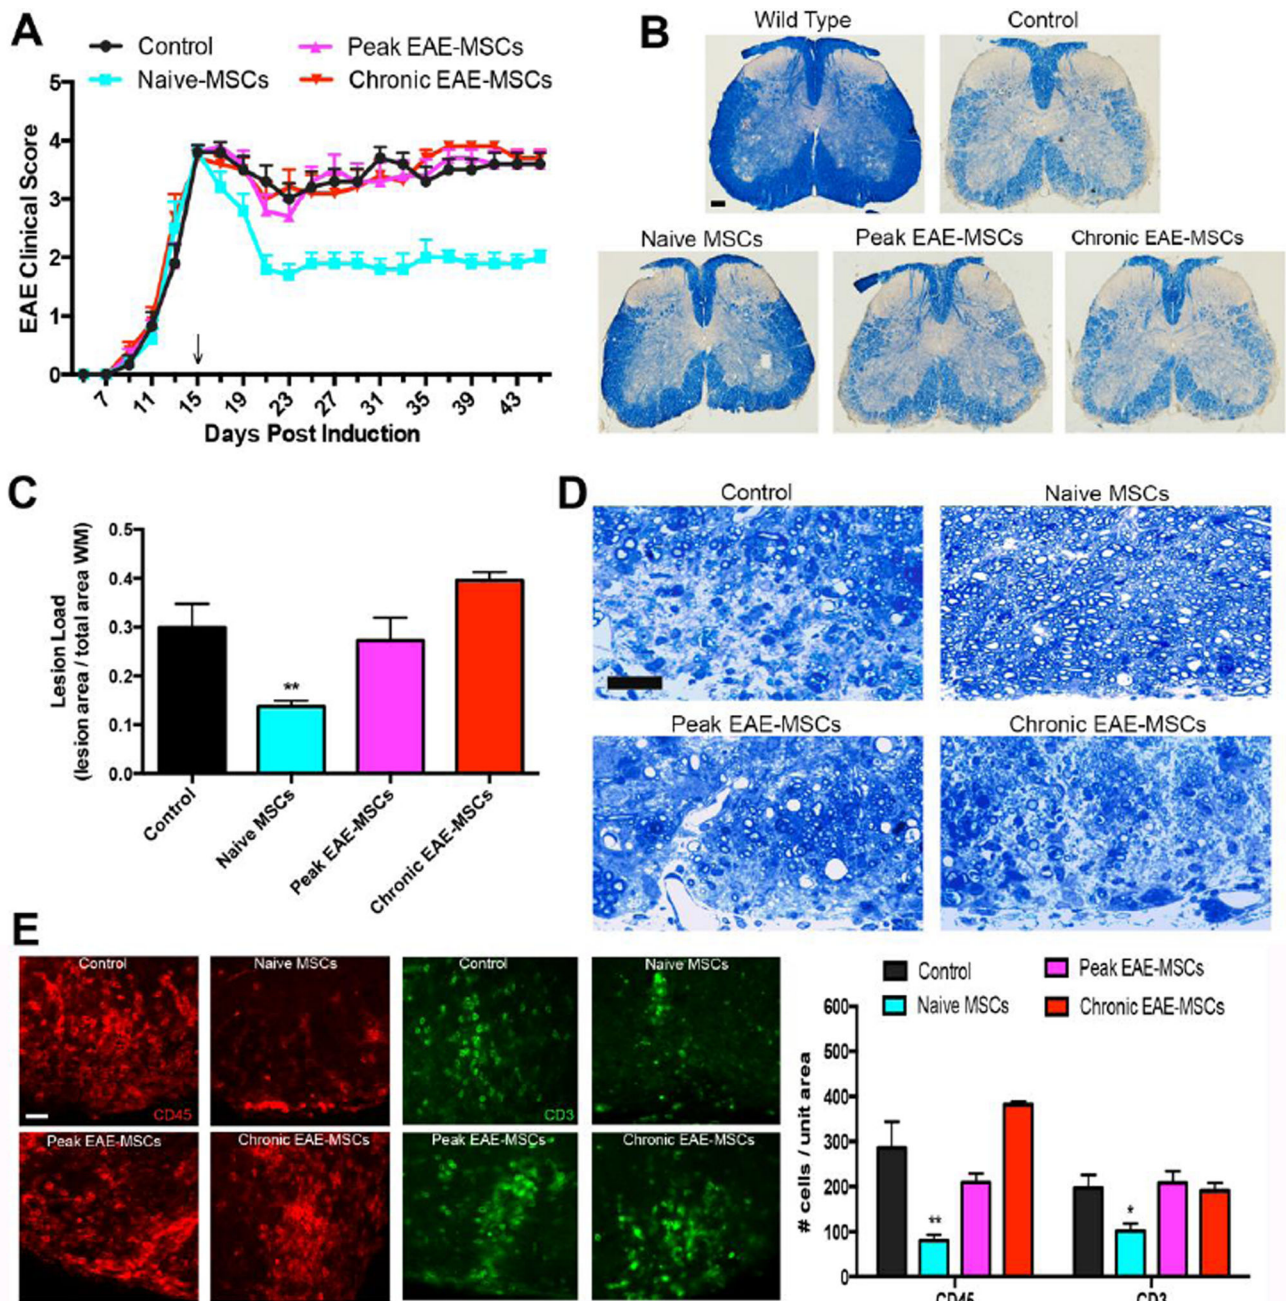 A
Control
Peak EAE-MSCs
Naive-MSCs
Chronic EAE-MSCs
EAE Clinical Score
5
4
3
2
1
0
7 11 15 19 23 27 31 35 39 43
Days Post Induction
B
Wild Type
Control
Naive MSCs
Peak EAE-MSCs
Chronic EAE-MSCs
C
Lesion Load
(lesion area / total area WM)
0.5
0.4
0.3
0.2
0.1
0.0
**
Control
Naive MSCs
Peak EAE-MSCs
Chronic EAE-MSCs
D
Control
Naive MSCs
Peak EAE-MSCs
Chronic EAE-MSCs
E
Control
Naive MSCs
Control
Naive MSCs
CD45
CD3
Peak EAE-MSCs
Chronic EAE-MSCs
Peak EAE-MSCs
Chronic EAE-MSCs
Control
Peak EAE-MSCs
Naive MSCs
Chronic EAE-MSCs
# cells / unit area
600
500
400
300
200
100
0
**
*
CD45
CD3